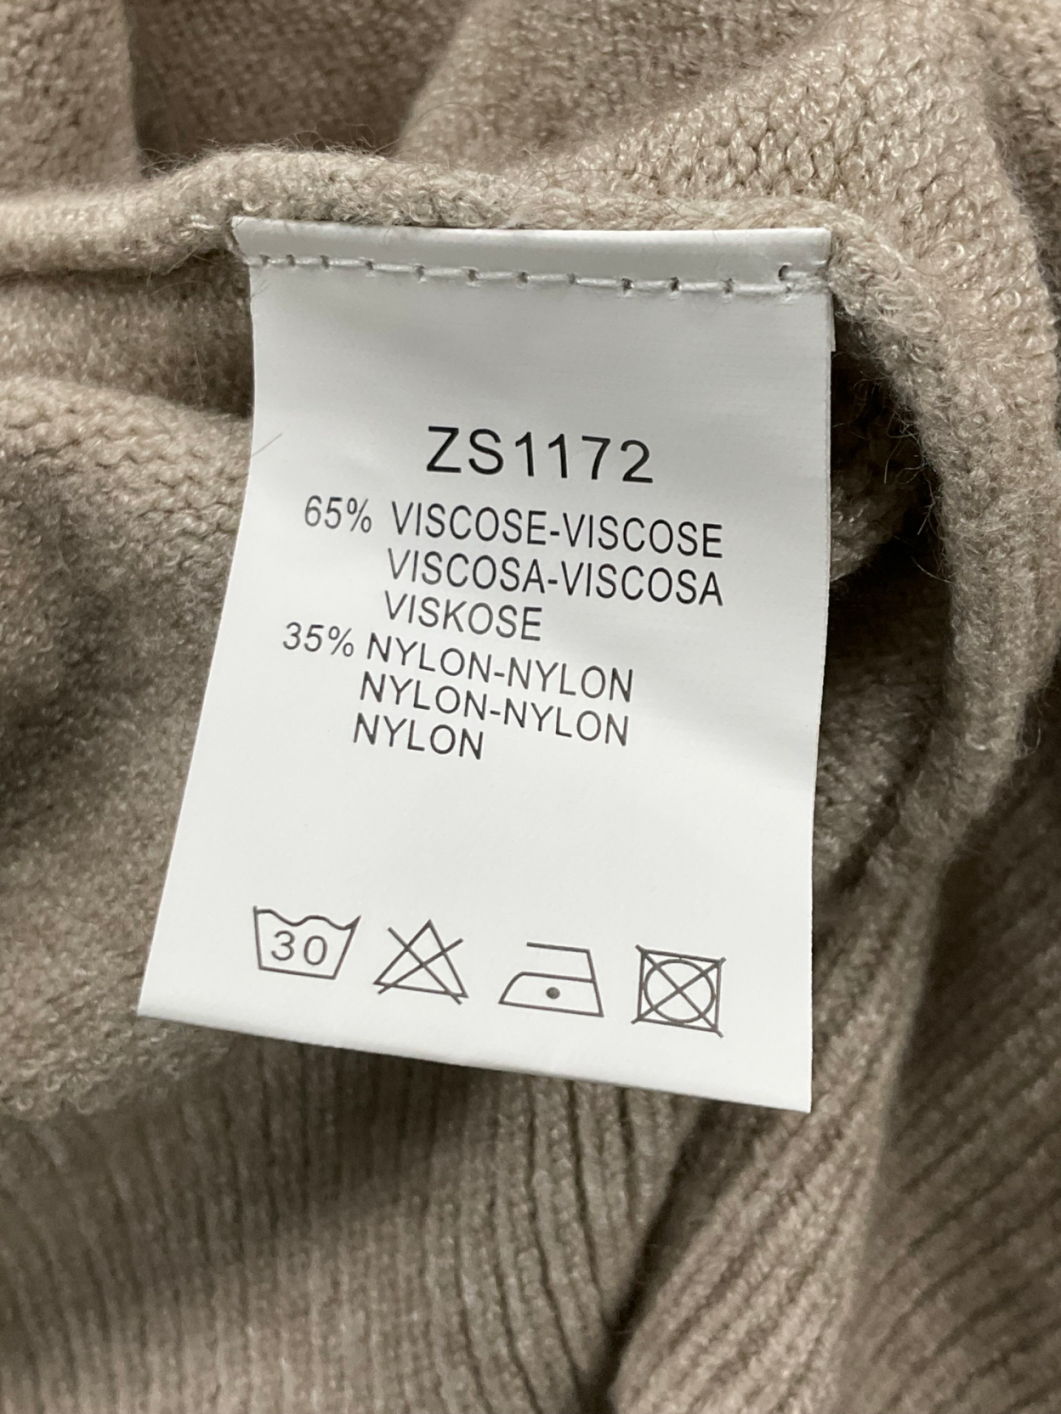 ZS1172
65% VISCOSE-VISCOSE
VISCOSA-VISCOSA
VISKOSE
35% NYLON-NYLON
NYLON-NYLON
NYLON
30